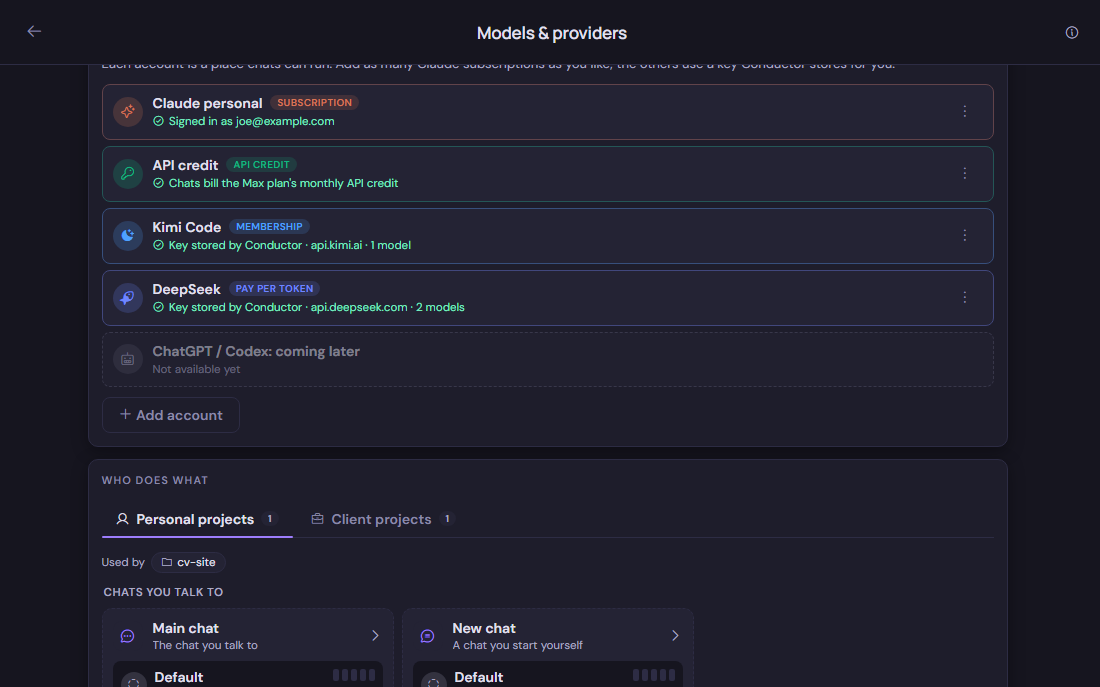 Models & providers
Each account is a place chats can run. Add as many Claude subscriptions as you like; the others use a key Conductor stores for you.
Claude personal SUBSCRIPTION
Signed in as joe@example.com
API credit API CREDIT
Chats bill the Max plan's monthly API credit
Kimi Code MEMBERSHIP
Key stored by Conductor · api.kimi.ai · 1 model
DeepSeek PAY PER TOKEN
Key stored by Conductor · api.deepseek.com · 2 models
ChatGPT / Codex: coming later
Not available yet
+ Add account
WHO DOES WHAT
Personal projects 1 Client projects 1
Used by cv-site
CHATS YOU TALK TO
Main chat
The chat you talk to
Default
New chat
A chat you start yourself
Default